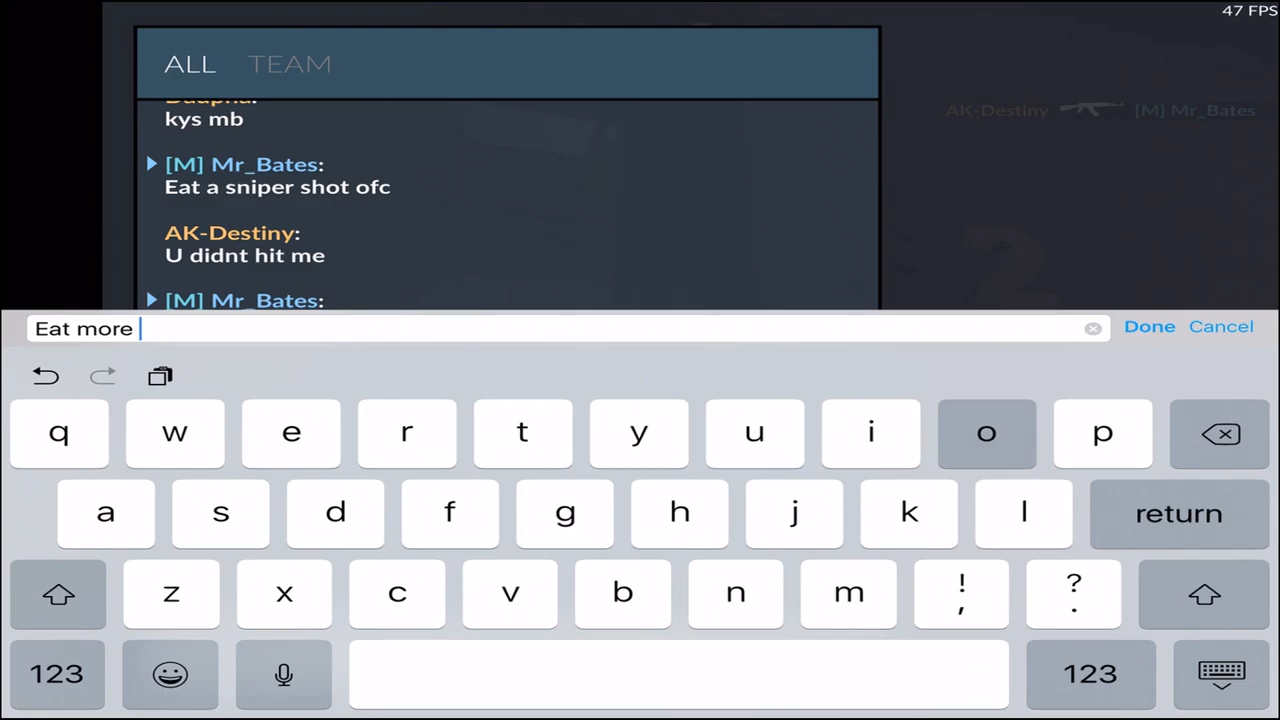 47 FPS
ALL TEAM
kys mb
AK-Destiny [M] Mr_Bates
[M] Mr_Bates:
Eat a sniper shot ofc
AK-Destiny:
U didnt hit me
[M] Mr_Bates:
Eat more
Done Cancel
q w e r t y u i o p
a s d f g h j k l return
z x c v b n m ! , ? .
123 123